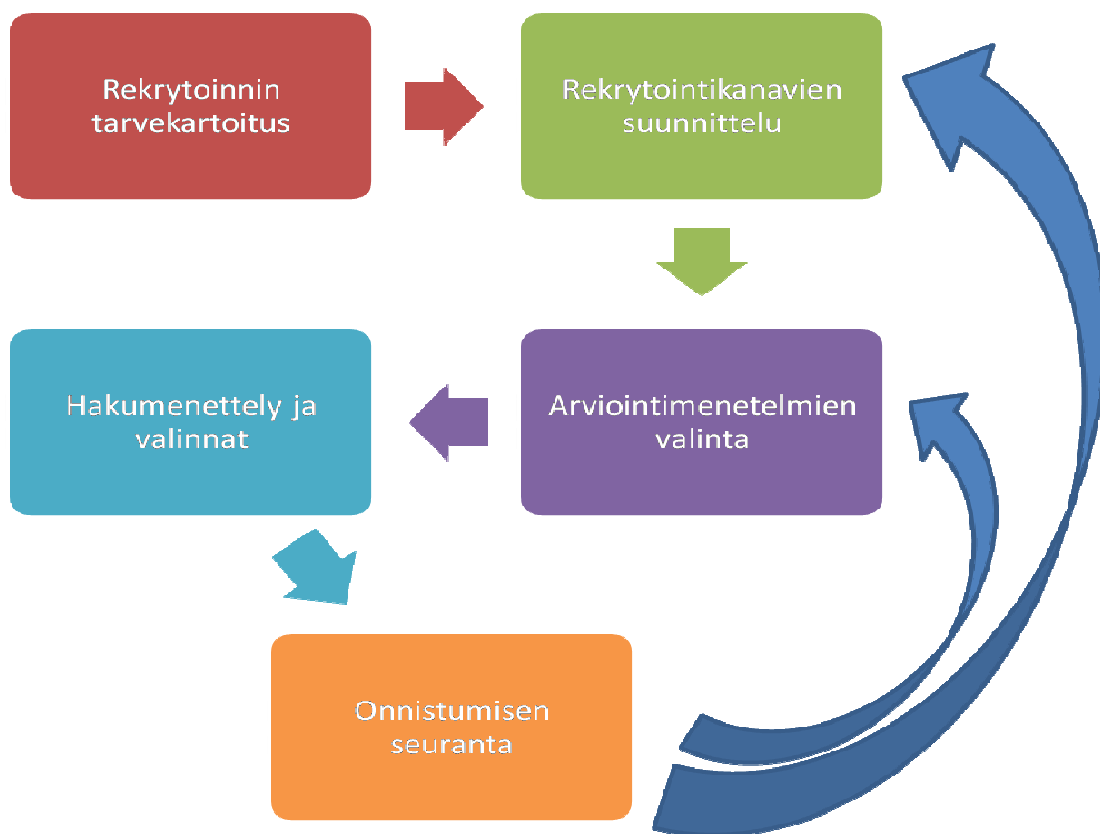 Rekrytoinnin
tarvekartoitus
Rekrytointikanavien
suunnittelu
Arviointimenetelmien
valinta
Hakumenettely ja
valinnat
Onnistumisen
seuranta